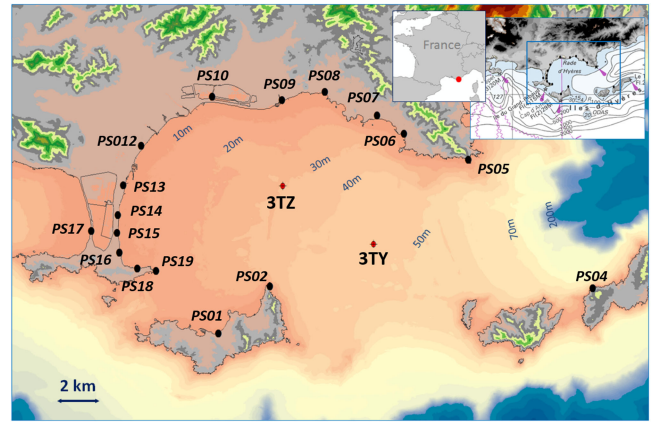 France
Rade
d'Hyères
PS10
PS09
PS08
PS07
PS06
PS05
PS012
10m
20m
30m
40m
50m
70m
200m
PS13
PS14
PS15
PS17
PS16
PS18
PS19
3TZ
3TY
PS02
PS01
PS04
2 km